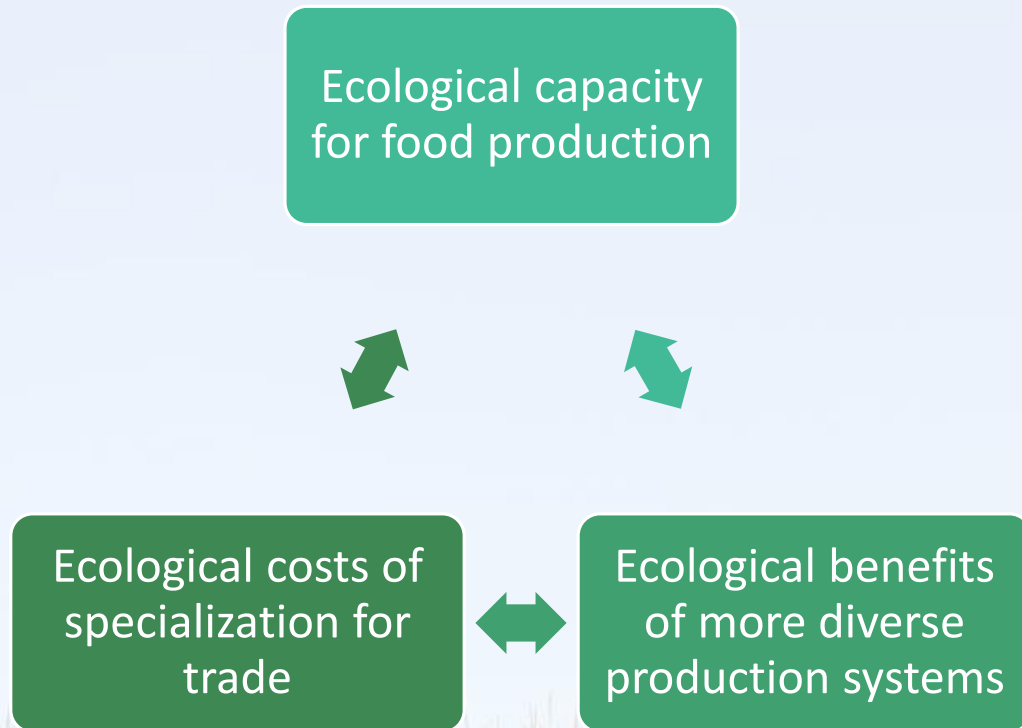 Ecological capacity
for food production
Ecological costs of
specialization for
trade
Ecological benefits
of more diverse
production systems